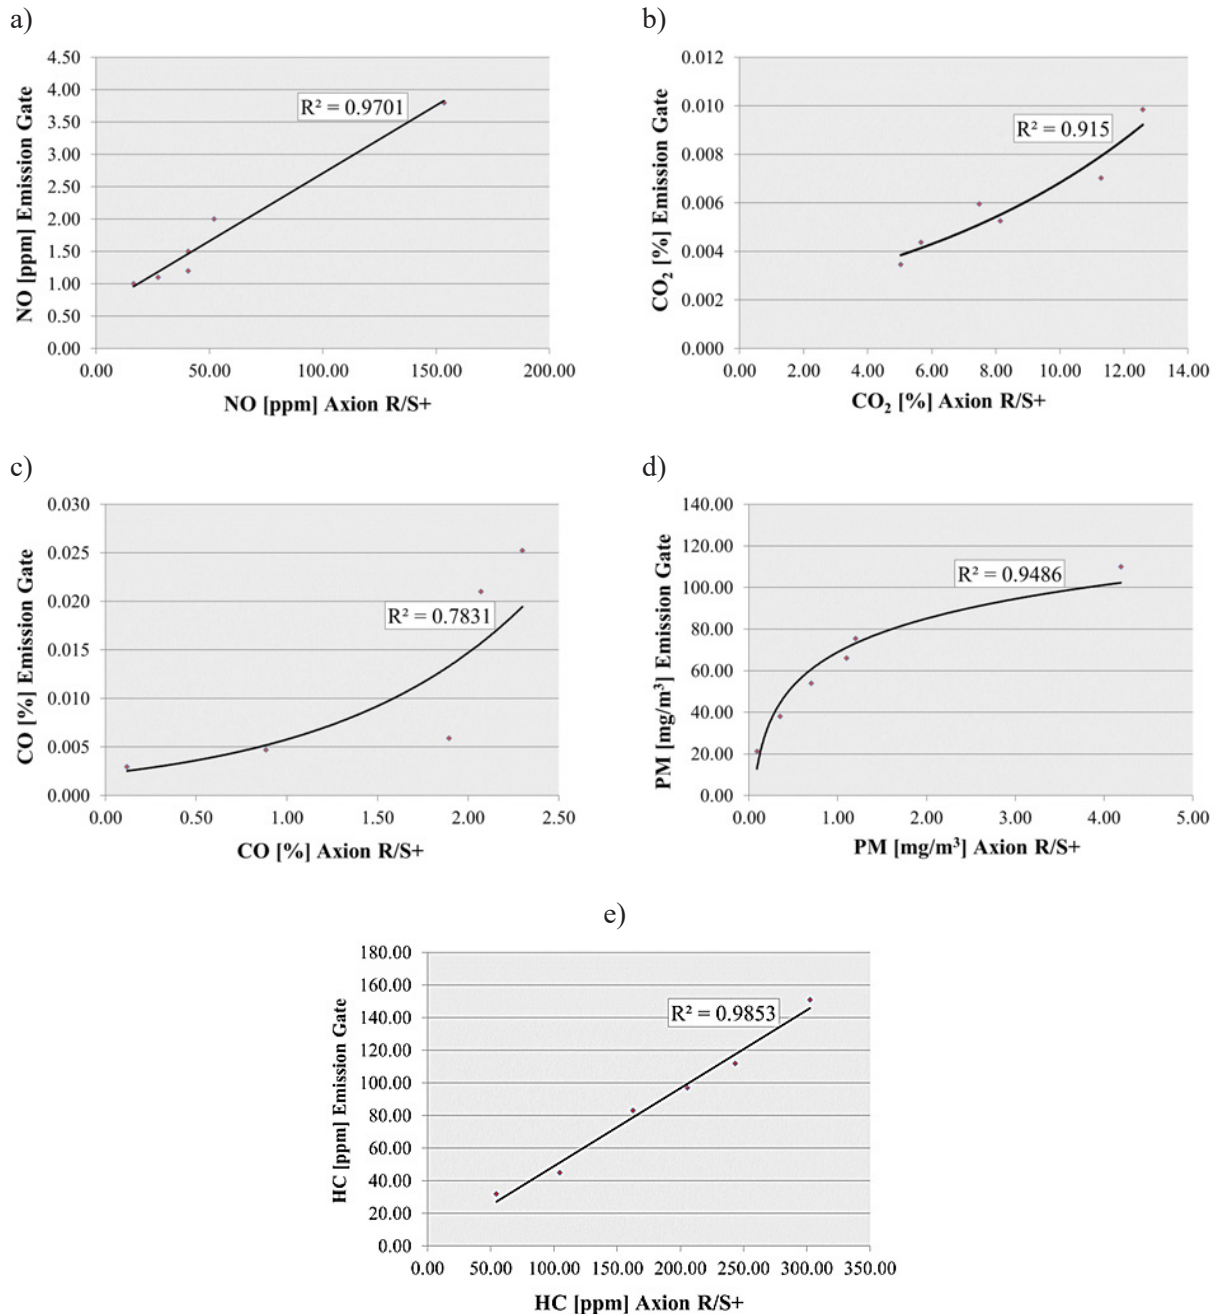 a)
NO [ppm] Emission Gate
4.50
4.00
3.50
3.00
2.50
2.00
1.50
1.00
0.50
0.00
R² = 0.9701
0.00 50.00 100.00 150.00 200.00
NO [ppm] Axion R/S+
b)
CO₂ [%] Emission Gate
0.012
0.010
0.008
0.006
0.004
0.002
0.000
R² = 0.915
0.00 2.00 4.00 6.00 8.00 10.00 12.00 14.00
CO₂ [%] Axion R/S+
c)
CO [%] Emission Gate
0.030
0.025
0.020
0.015
0.010
0.005
0.000
R² = 0.7831
0.00 0.50 1.00 1.50 2.00 2.50
CO [%] Axion R/S+
d)
PM [mg/m³] Emission Gate
140.00
120.00
100.00
80.00
60.00
40.00
20.00
0.00
R² = 0.9486
0.00 1.00 2.00 3.00 4.00 5.00
PM [mg/m³] Axion R/S+
e)
HC [ppm] Emission Gate
180.00
160.00
140.00
120.00
100.00
80.00
60.00
40.00
20.00
0.00
R² = 0.9853
0.00 50.00 100.00 150.00 200.00 250.00 300.00 350.00
HC [ppm] Axion R/S+